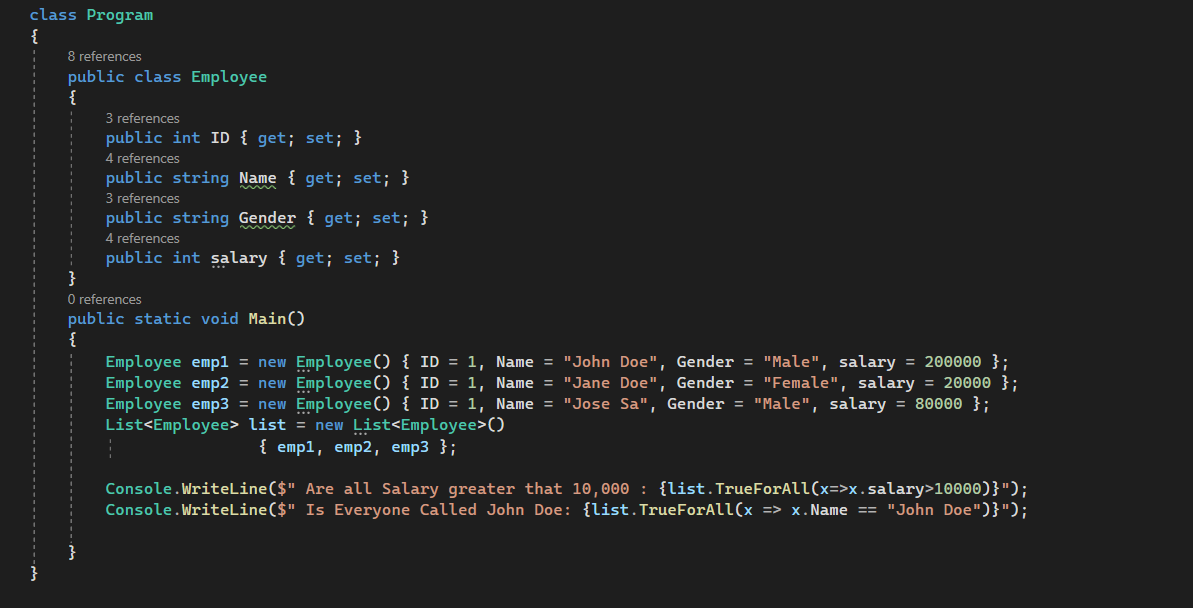 class Program
{
8 references
public class Employee
{
3 references
public int ID { get; set; }
4 references
public string Name { get; set; }
3 references
public string Gender { get; set; }
4 references
public int salary { get; set; }
}
0 references
public static void Main()
{
Employee emp1 = new Employee() { ID = 1, Name = "John Doe", Gender = "Male", salary = 200000 };
Employee emp2 = new Employee() { ID = 1, Name = "Jane Doe", Gender = "Female", salary = 20000 };
Employee emp3 = new Employee() { ID = 1, Name = "Jose Sa", Gender = "Male", salary = 80000 };
List<Employee> list = new List<Employee>()
{ emp1, emp2, emp3 };
Console.WriteLine($" Are all Salary greater that 10,000 : {list.TrueForAll(x=>x.salary>10000)}");
Console.WriteLine($" Is Everyone Called John Doe: {list.TrueForAll(x => x.Name == "John Doe")}");
}
}